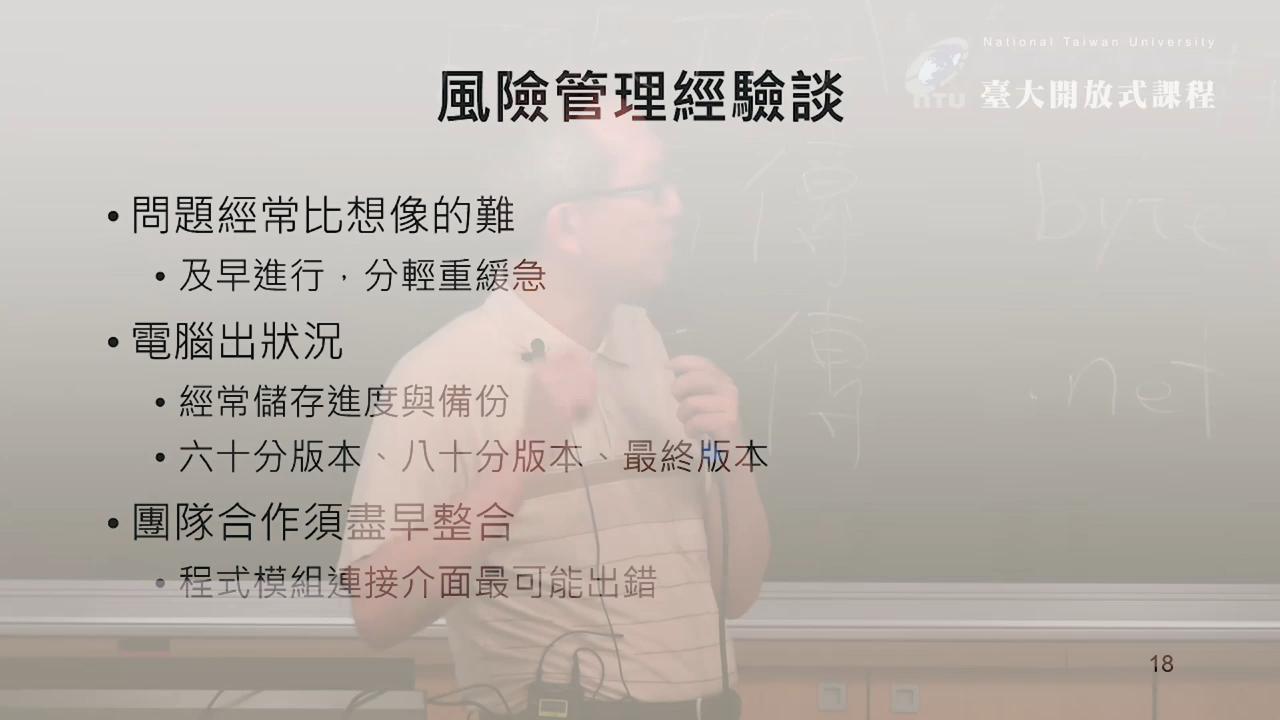 National Taiwan University
NTU 臺大開放式課程
風險管理經驗談
• 問題經常比想像的難
• 及早進行，分輕重緩急
• 電腦出狀況
• 經常儲存進度與備份
• 六十分版本、八十分版本、最終版本
• 團隊合作須盡早整合
• 程式模組連接介面最可能出錯
傳
byte
傳
.net
18